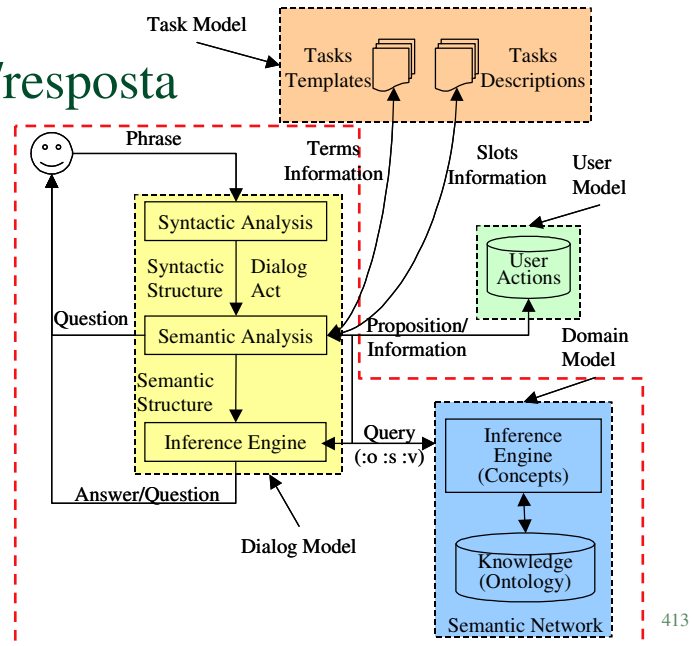 Task Model
/resposta
Tasks
Templates
Tasks
Descriptions
Phrase
Terms
Information
Slots
Information
User
Model
Syntactic Analysis
User
Actions
Syntactic
Structure
Dialog
Act
Question
Semantic Analysis
Proposition/
Information
Domain
Model
Semantic
Structure
Inference Engine
Query
(:o :s :v)
Inference
Engine
(Concepts)
Answer/Question
Dialog Model
Knowledge
(Ontology)
Semantic Network
413